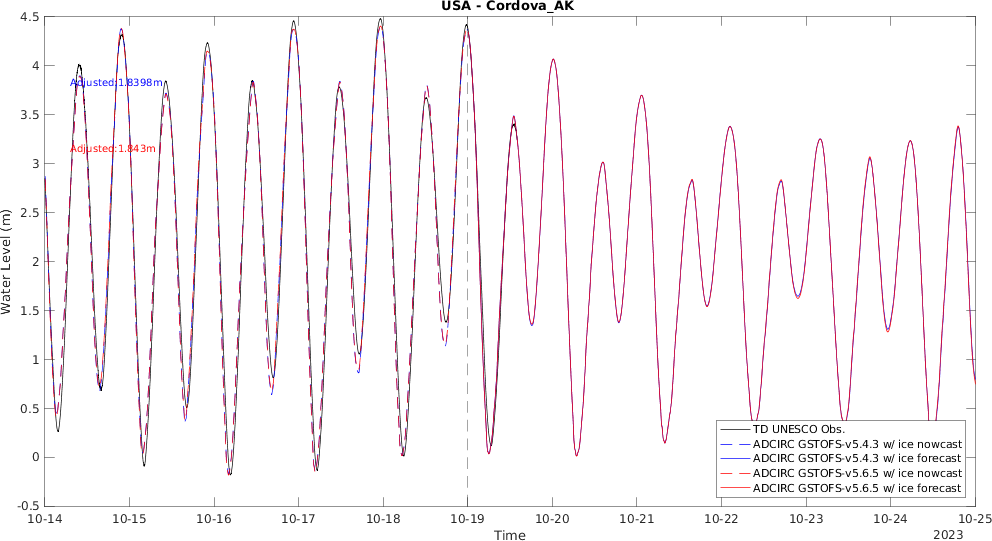 USA - Cordova_AK
4.5
4
3.5
3
2.5
2
1.5
1
0.5
0
-0.5
Water Level (m)
Adjusted:1.8398m
Adjusted:1.843m
TD UNESCO Obs.
ADCIRC GSTOFS-v5.4.3 w/ ice nowcast
ADCIRC GSTOFS-v5.4.3 w/ ice forecast
ADCIRC GSTOFS-v5.6.5 w/ ice nowcast
ADCIRC GSTOFS-v5.6.5 w/ ice forecast
10-14 10-15 10-16 10-17 10-18 10-19 10-20 10-21 10-22 10-23 10-24 10-25
Time
2023